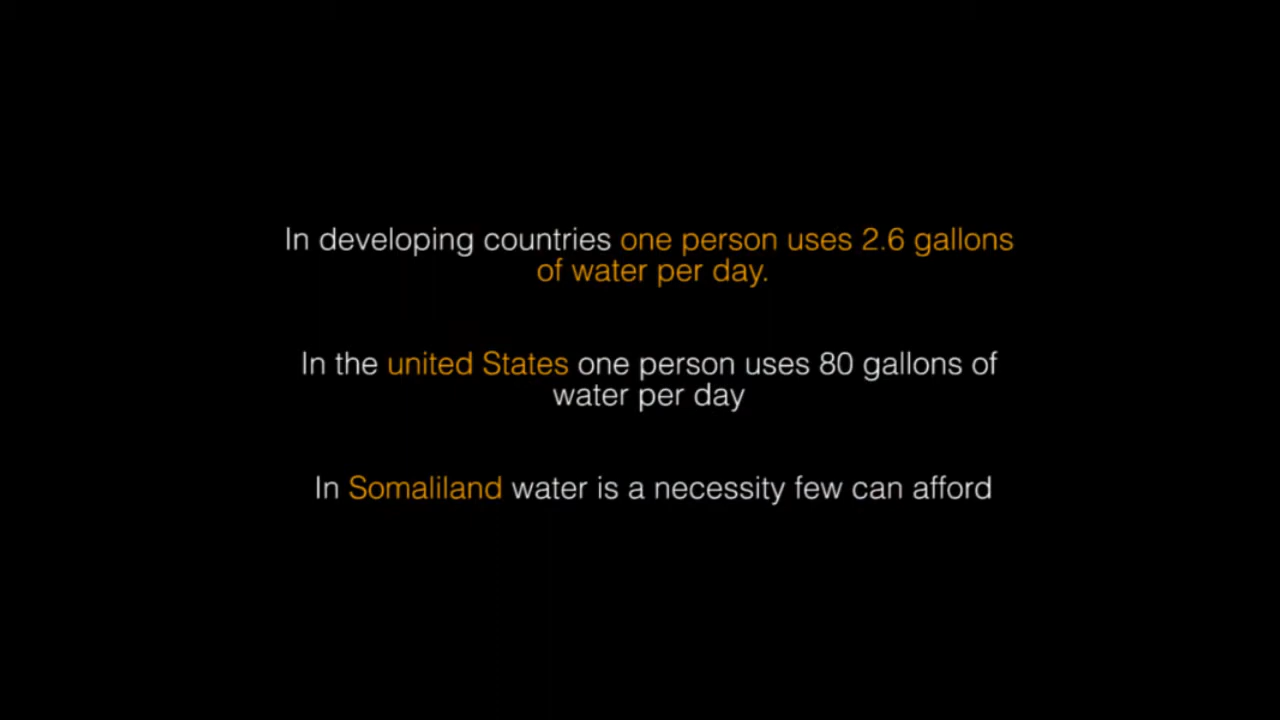 In developing countries one person uses 2.6 gallons
of water per day.
In the united States one person uses 80 gallons of
water per day
In Somaliland water is a necessity few can afford